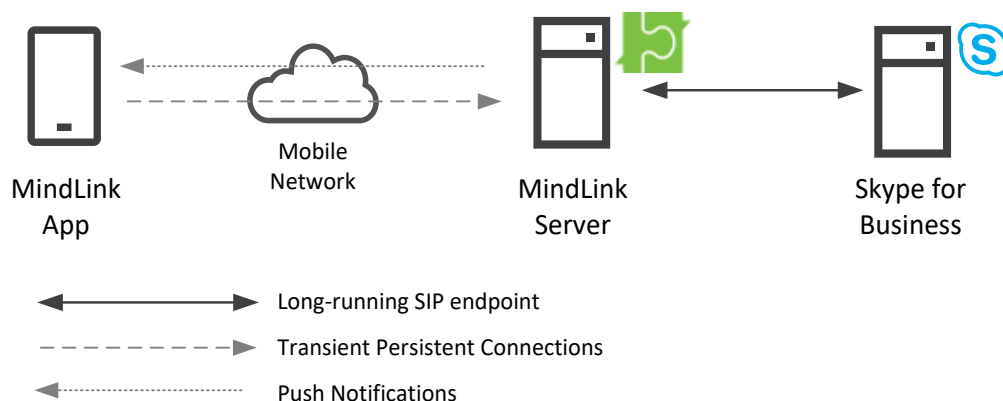 Mobile
Network
MindLink
App
MindLink
Server
Skype for
Business
S
Long-running SIP endpoint
Transient Persistent Connections
Push Notifications